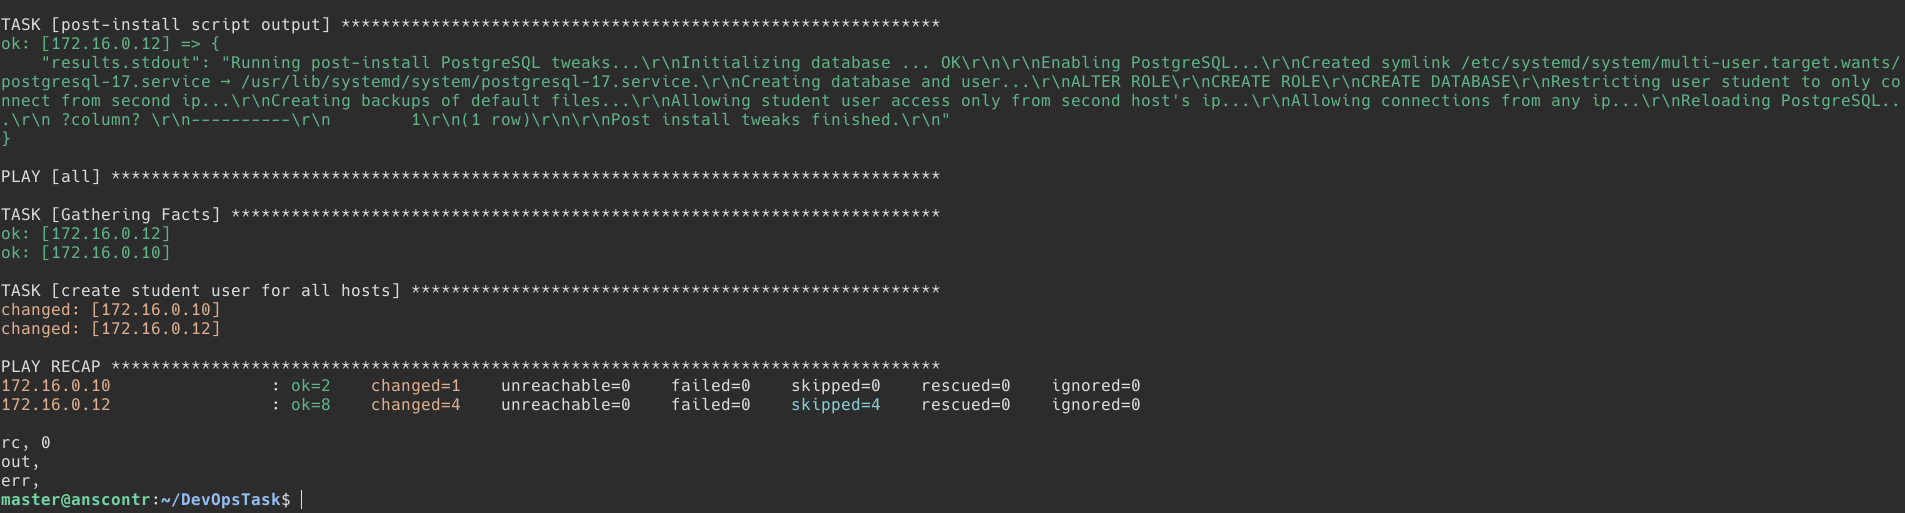 TASK [post-install script output] ************************************************************
ok: [172.16.0.12] => {
    "results.stdout": "Running post-install PostgreSQL tweaks...\r\nInitializing database ... OK\r\n\r\nEnabling PostgreSQL...\r\nCreated symlink /etc/systemd/system/multi-user.target.wants/
postgresql-17.service → /usr/lib/systemd/system/postgresql-17.service.\r\nCreating database and user...\r\nALTER ROLE\r\nCREATE ROLE\r\nCREATE DATABASE\r\nRestricting user student to only co
nnect from second ip...\r\nCreating backups of default files...\r\nAllowing student user access only from second host's ip...\r\nAllowing connections from any ip...\r\nReloading PostgreSQL..
.\r\n ?column? \r\n----------\r\n        1\r\n(1 row)\r\n\r\nPost install tweaks finished.\r\n"
}
PLAY [all] ***********************************************************************************
TASK [Gathering Facts] ***********************************************************************
ok: [172.16.0.12]
ok: [172.16.0.10]
TASK [create student user for all hosts] *****************************************************
changed: [172.16.0.10]
changed: [172.16.0.12]
PLAY RECAP ***********************************************************************************
172.16.0.10                : ok=2    changed=1    unreachable=0    failed=0    skipped=0    rescued=0    ignored=0
172.16.0.12                : ok=8    changed=4    unreachable=0    failed=0    skipped=4    rescued=0    ignored=0
rc, 0
out,
err,
master@anscontr:~/DevOpsTask$